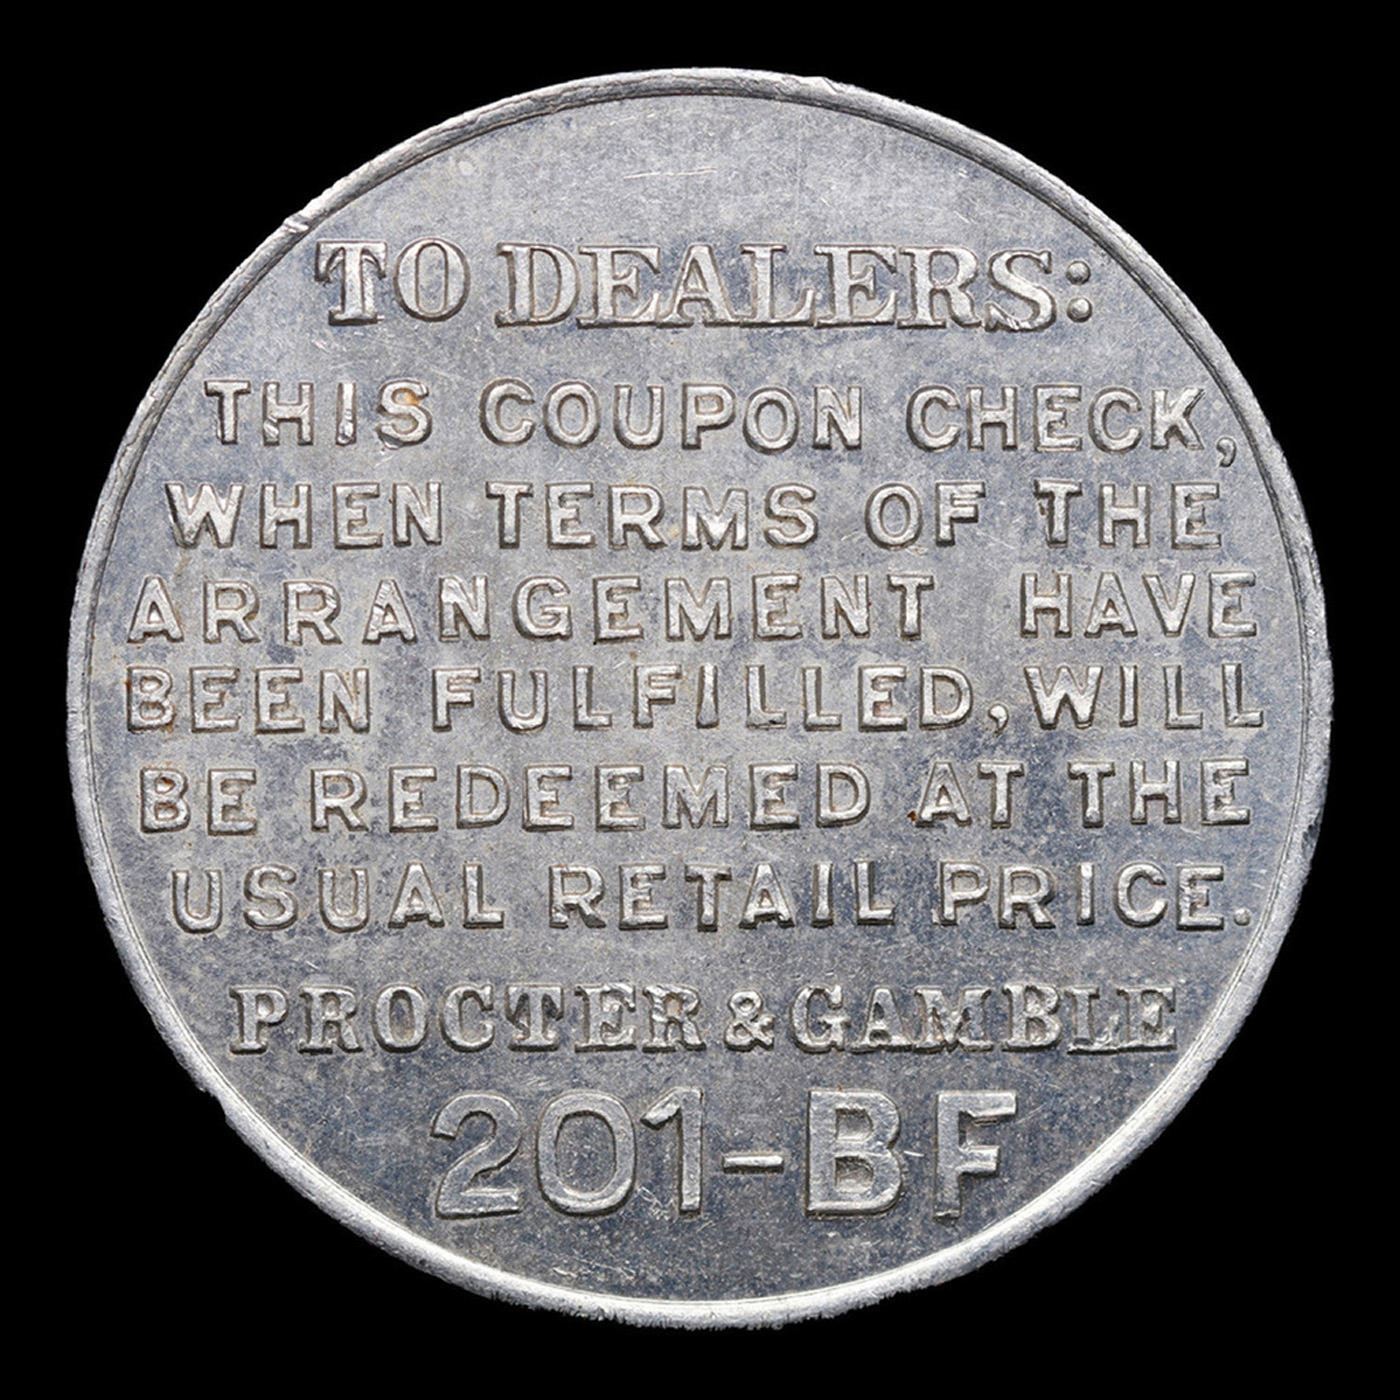 TO DEALERS:
THIS COUPON CHECK,
WHEN TERMS OF THE
ARRANGEMENT HAVE
BEEN FULFILLED, WILL
BE REDEEMED AT THE
USUAL RETAIL PRICE.
PROCTER & GAMBLE
201-BF